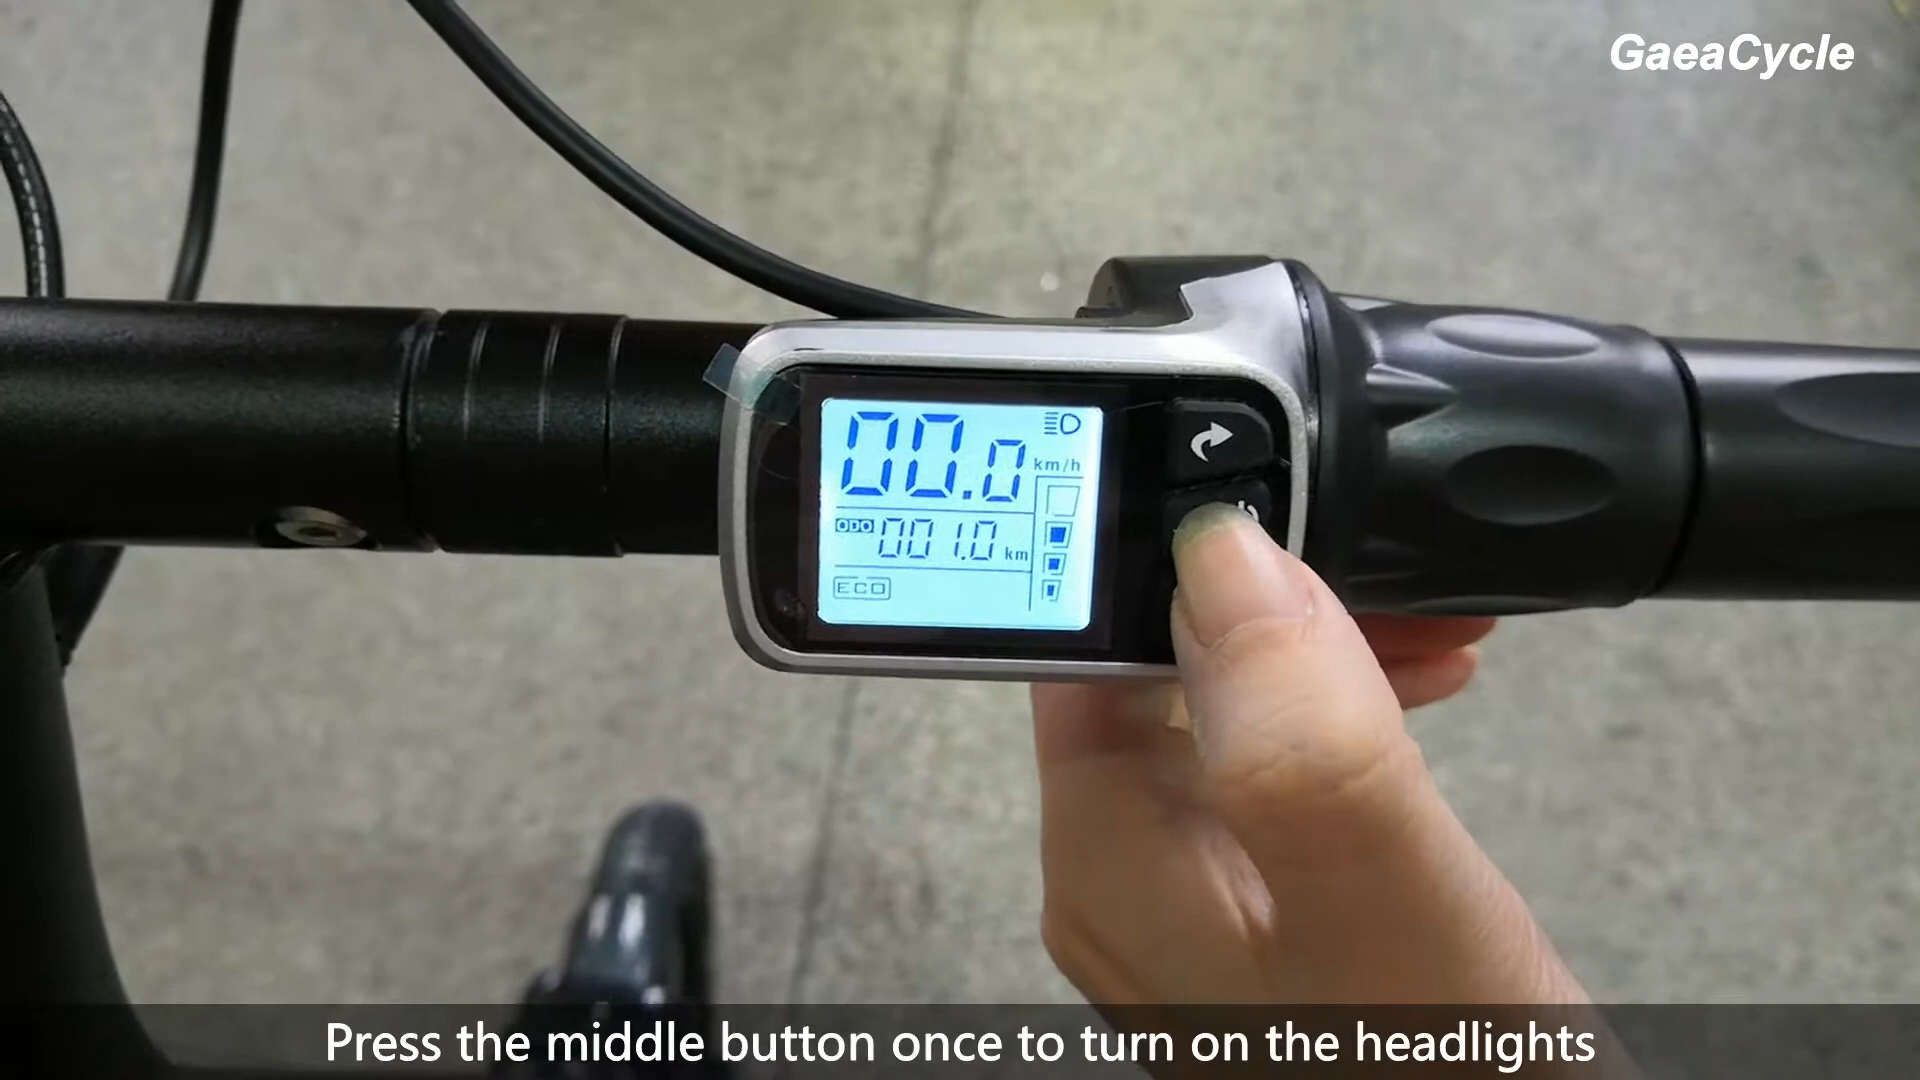 GaeaCycle
00.0
km/h
ODO 001.0 km
ECO
Press the middle button once to turn on the headlights